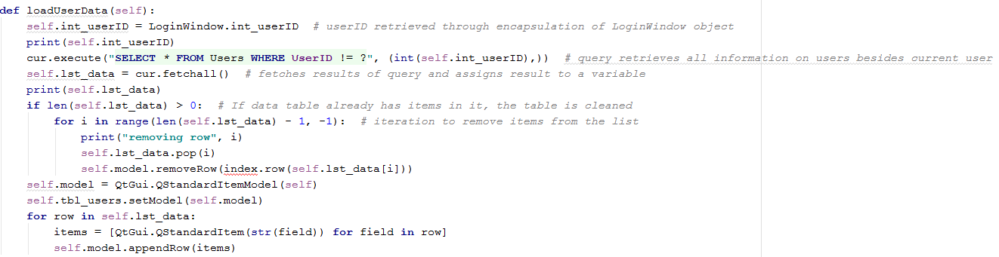 def loadUserData(self):
    self.int_userID = LoginWindow.int_userID  # userID retrieved through encapsulation of LoginWindow object
    print(self.int_userID)
    cur.execute("SELECT * FROM Users WHERE UserID != ?", (int(self.int_userID),))  # query retrieves all information on users besides current user
    self.lst_data = cur.fetchall()  # fetches results of query and assigns result to a variable
    print(self.lst_data)
    if len(self.lst_data) > 0:  # If data table already has items in it, the table is cleaned
        for i in range(len(self.lst_data) - 1, -1):  # iteration to remove items from the list
            print("removing row", i)
            self.lst_data.pop(i)
            self.model.removeRow(index.row(self.lst_data[i]))
    self.model = QtGui.QStandardItemModel(self)
    self.tbl_users.setModel(self.model)
    for row in self.lst_data:
        items = [QtGui.QStandardItem(str(field)) for field in row]
        self.model.appendRow(items)